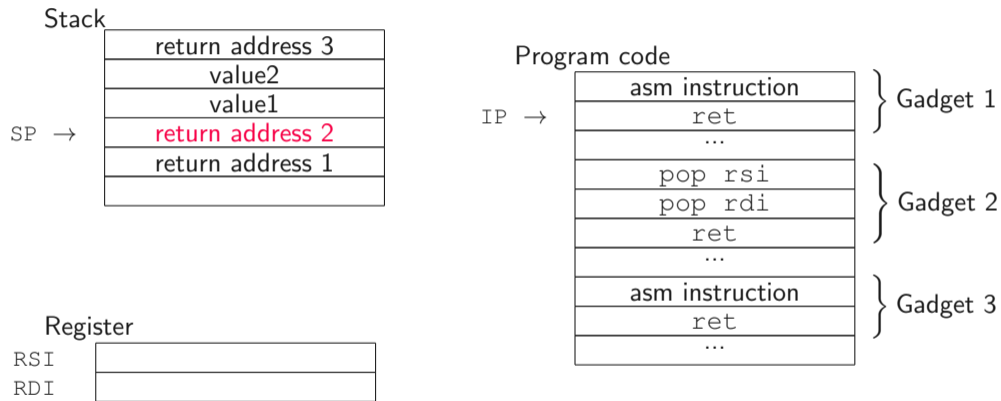 Stack
return address 3
value2
value1
SP → return address 2
return address 1
Program code
asm instruction
IP → ret
...
pop rsi
pop rdi
ret
...
asm instruction
ret
...
Gadget 1
Gadget 2
Gadget 3
Register
RSI
RDI